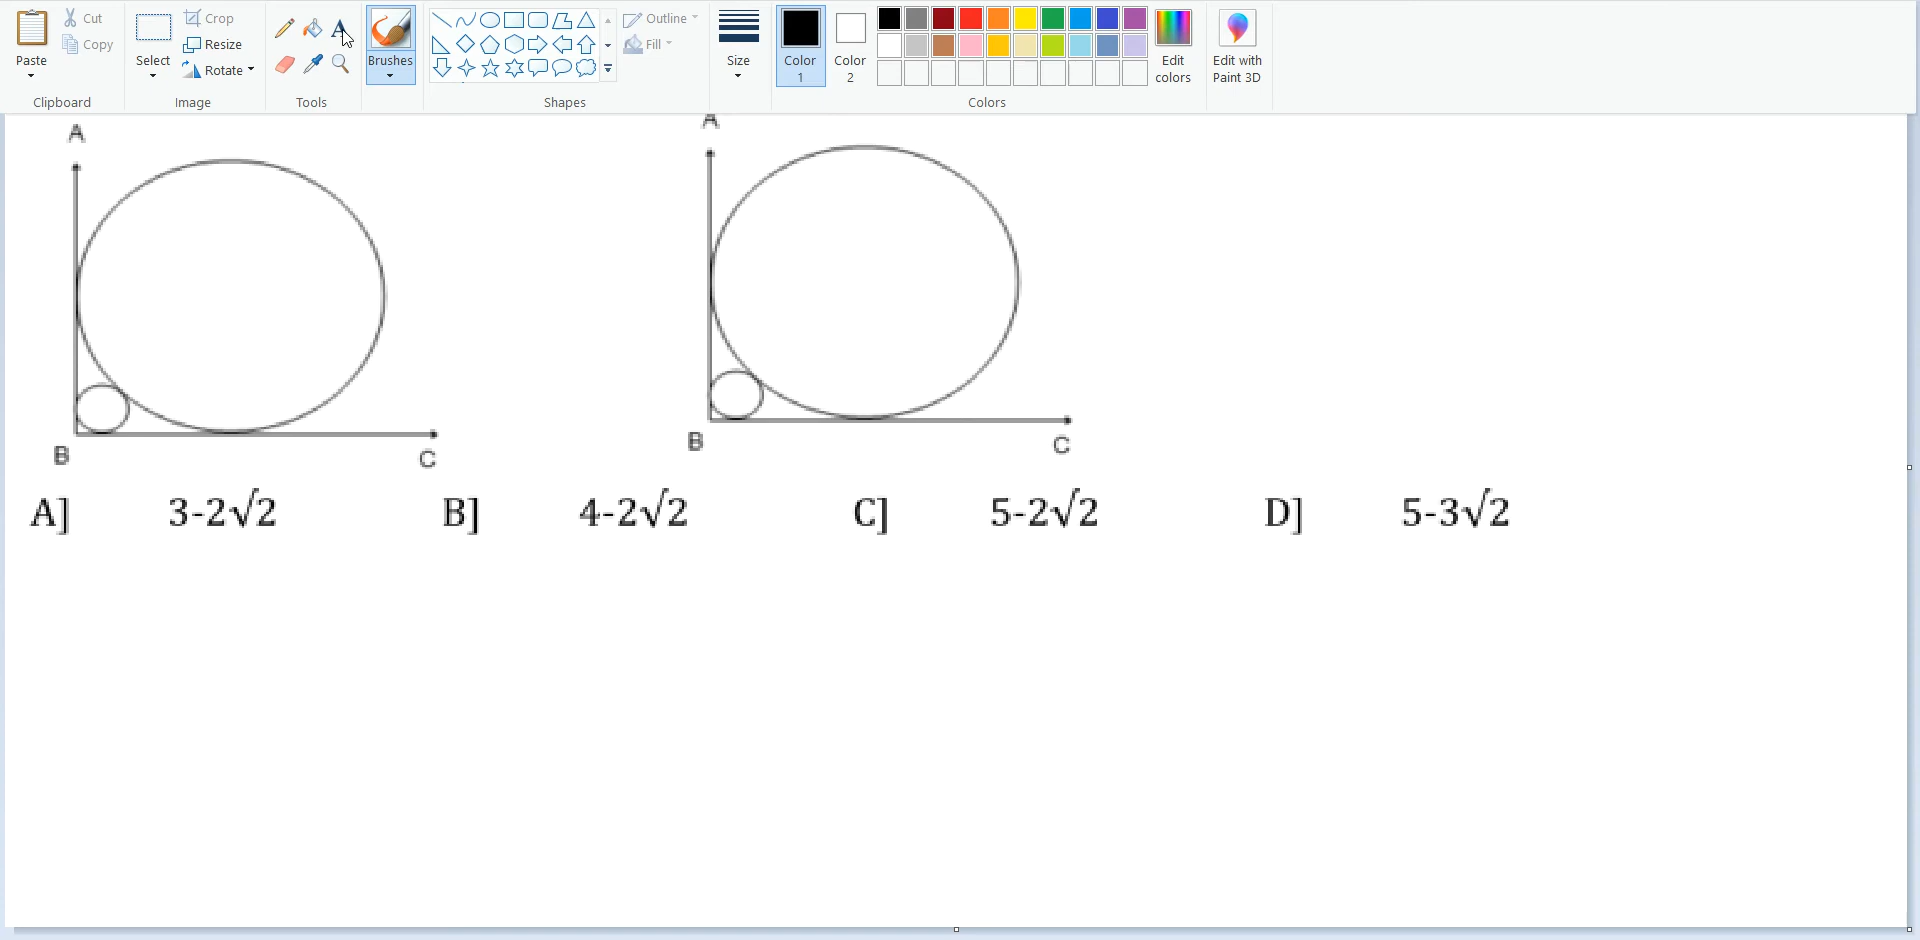 Cut
Crop
Copy
Resize
Outline
Fill
Paste
Select
Rotate
Brushes
Size
Color
1
Color
2
Edit
colors
Edit with
Paint 3D
Clipboard
Image
Tools
Shapes
Colors
A
A
B
C
B
C
A] 3-2√2 B] 4-2√2 C] 5-2√2 D] 5-3√2